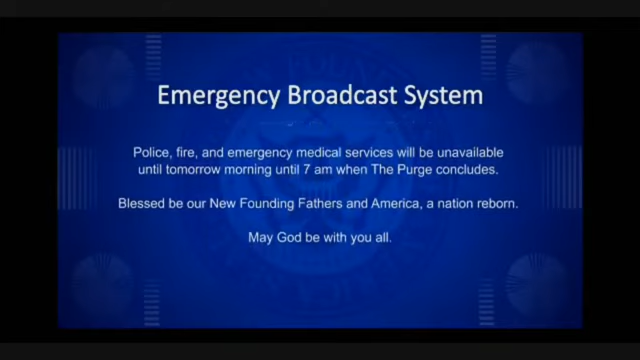 Emergency Broadcast System
Police, fire, and emergency medical services will be unavailable
until tomorrow morning until 7 am when The Purge concludes.
Blessed be our New Founding Fathers and America, a nation reborn.
May God be with you all.